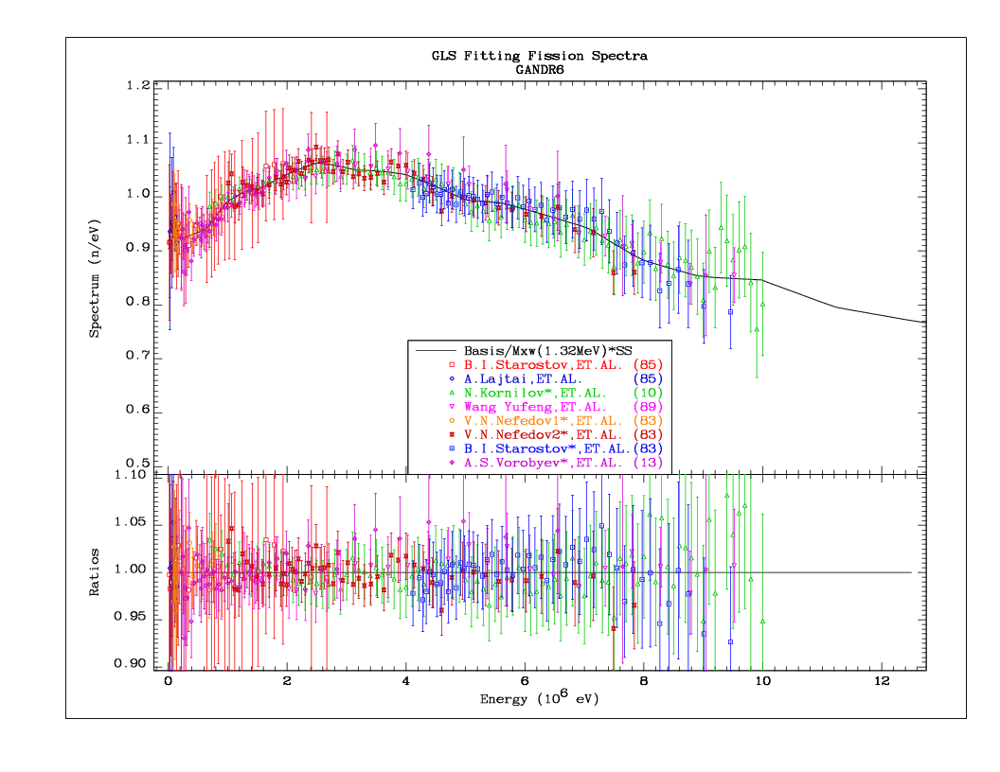 GLS Fitting Fission Spectra
GANDR6
1.2
1.1
1.0
0.9
0.8
0.7
0.6
0.5
Spectrum (n/eV)
Basis/Mxw(1.32MeV)*SS
B.I.Starostov,ET.AL. (85)
A.Lajtai,ET.AL. (85)
N.Kornilov*,ET.AL. (10)
Wang Yufeng,ET.AL. (89)
V.N.Nefedov1*,ET.AL. (83)
V.N.Nefedov2*,ET.AL. (83)
B.I.Starostov*,ET.AL.(83)
A.S.Vorobyev*,ET.AL. (13)
1.10
1.05
1.00
0.95
0.90
Ratios
0 2 4 6 8 10 12
Energy (10⁶ eV)